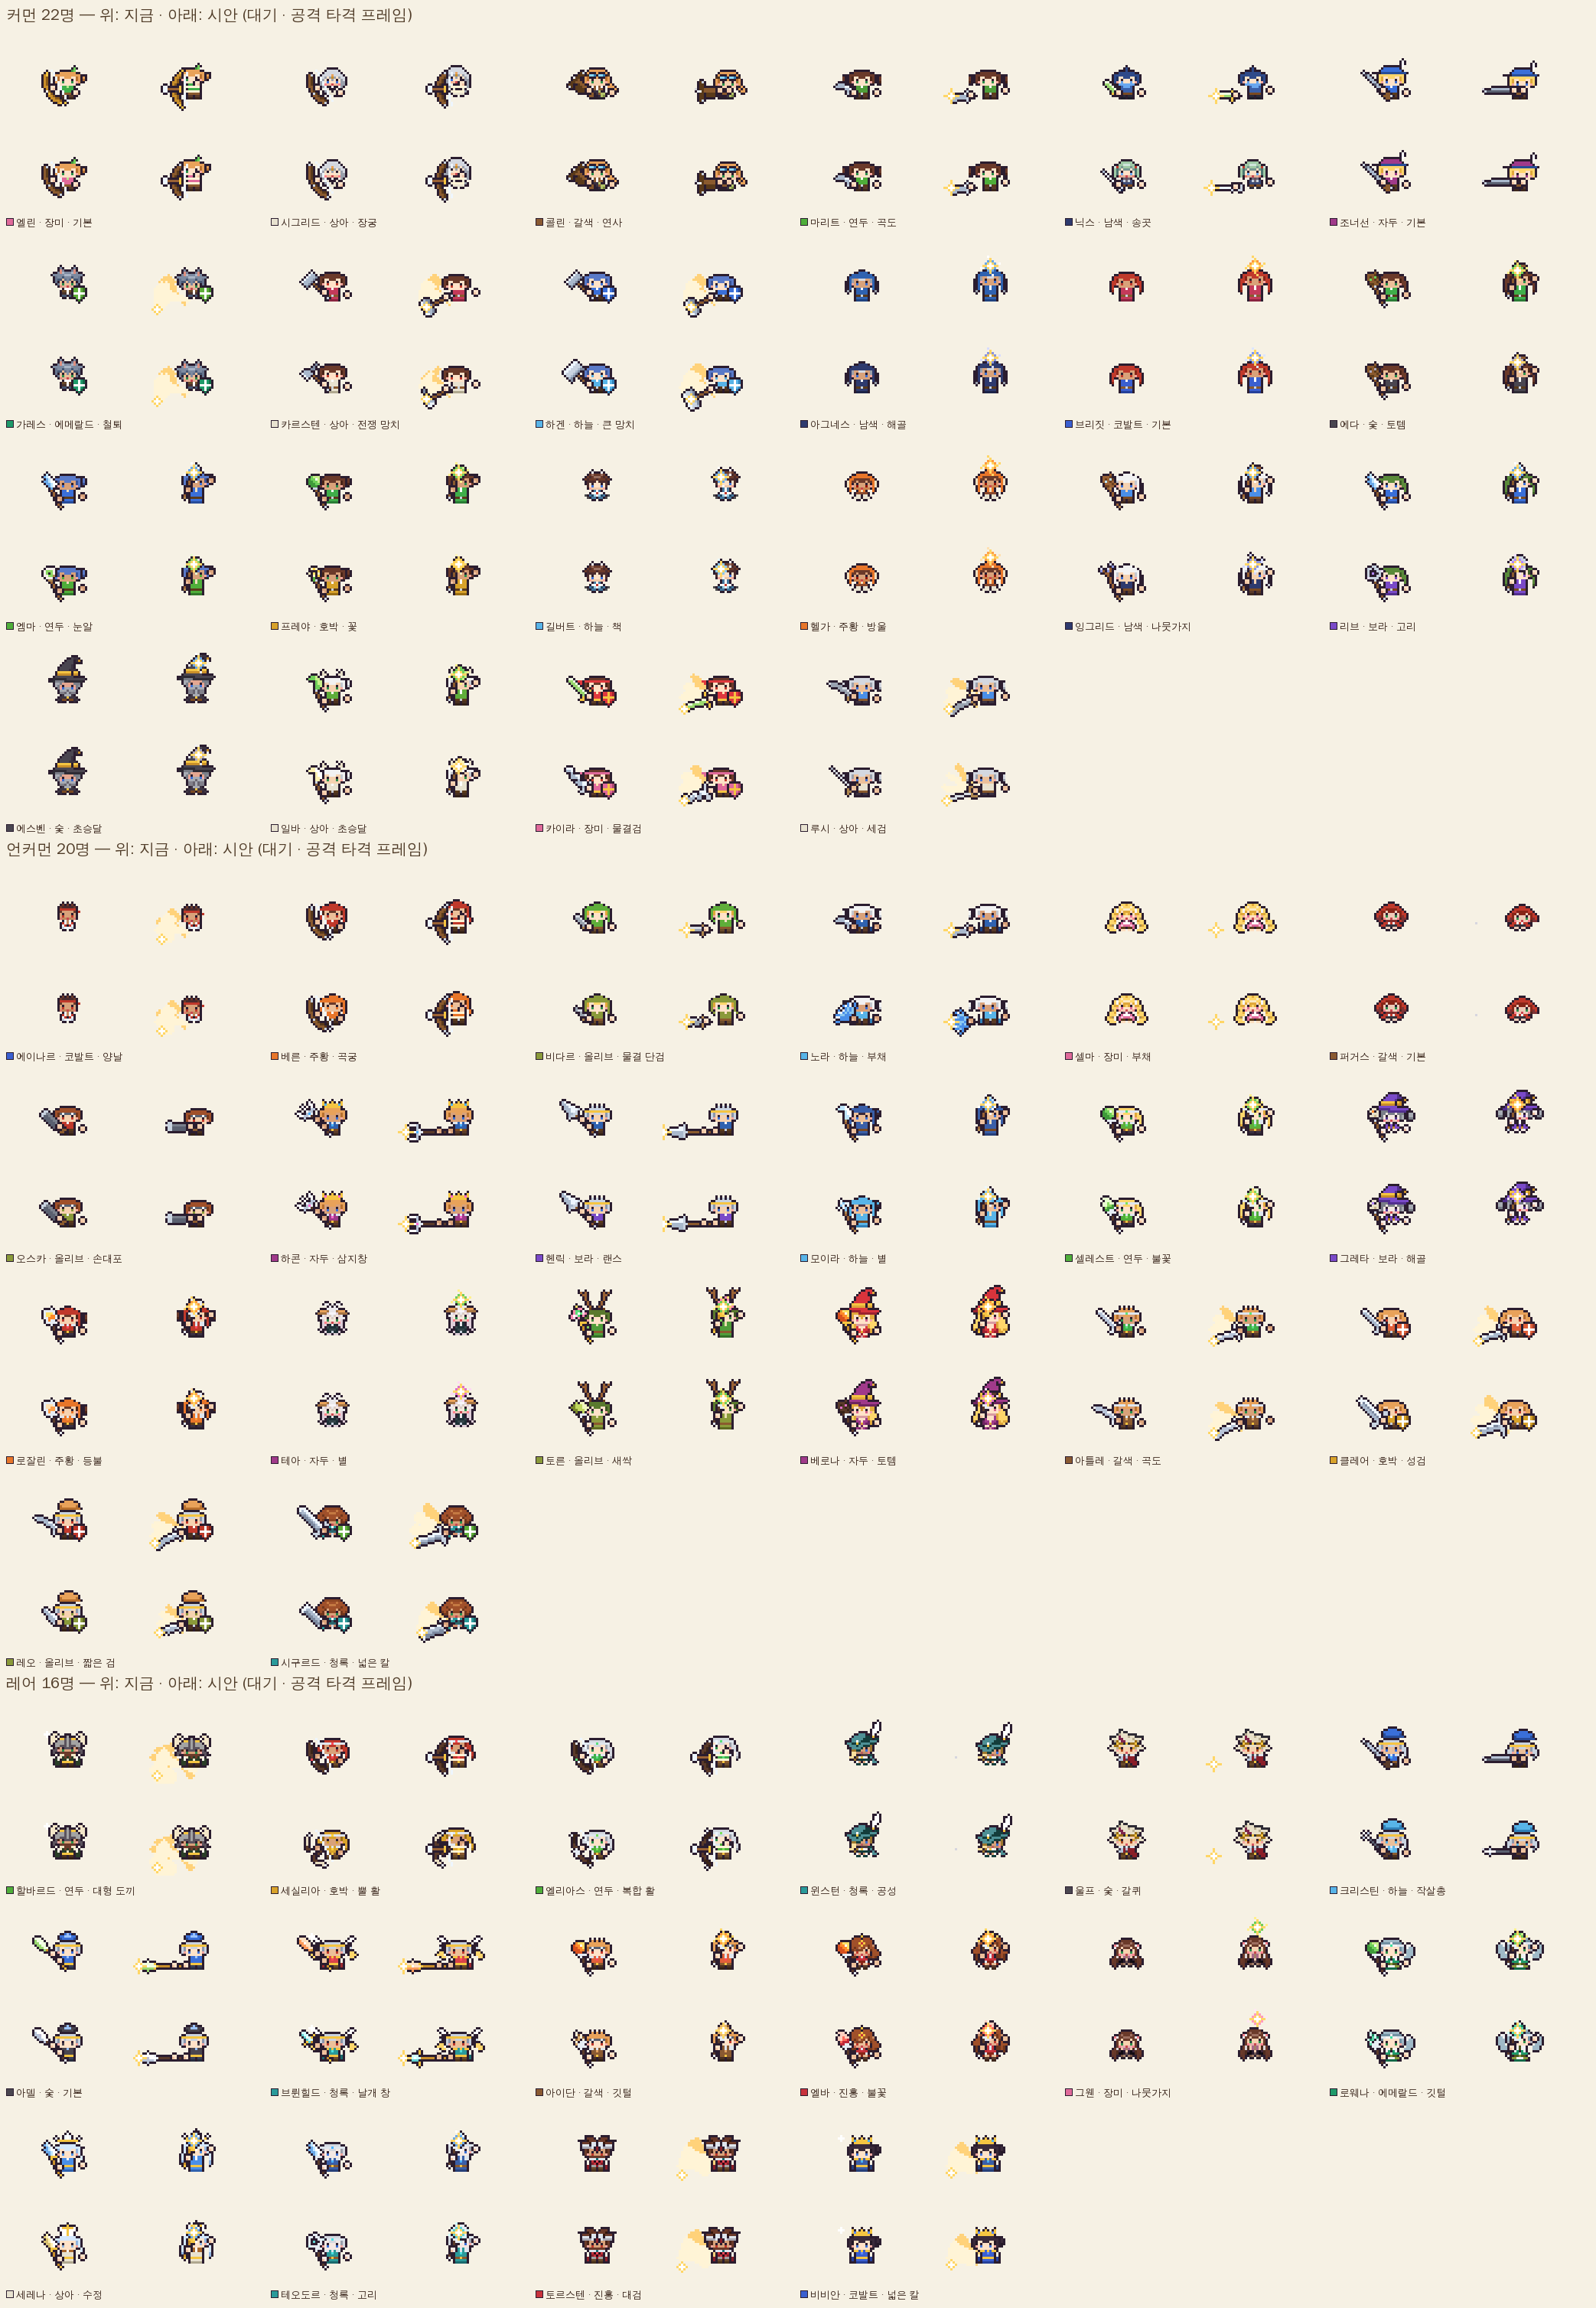 커먼 22명 — 위: 지금 · 아래: 시안 (대기 · 공격 타격 프레임)
엘린 · 장미 · 기본
시그리드 · 상아 · 장궁
콜린 · 갈색 · 연사
마리트 · 연두 · 곡도
닉스 · 남색 · 송곳
조너선 · 자두 · 기본
가레스 · 에메랄드 · 철퇴
카르스텐 · 상아 · 전쟁 망치
하겐 · 하늘 · 큰 망치
아그네스 · 남색 · 해골
브리짓 · 코발트 · 기본
에다 · 숯 · 토템
엠마 · 연두 · 눈알
프레야 · 호박 · 꽃
길버트 · 하늘 · 책
헬가 · 주황 · 방울
잉그리드 · 남색 · 나뭇가지
리브 · 보라 · 고리
에스벤 · 숯 · 초승달
일바 · 상아 · 초승달
카이라 · 장미 · 물결검
루시 · 상아 · 세검
언커먼 20명 — 위: 지금 · 아래: 시안 (대기 · 공격 타격 프레임)
에이나르 · 코발트 · 양날
베른 · 주황 · 곡궁
비다르 · 올리브 · 물결 단검
노라 · 하늘 · 부채
셀마 · 장미 · 부채
퍼거스 · 갈색 · 기본
오스카 · 올리브 · 손대포
하콘 · 자두 · 삼지창
헨릭 · 보라 · 랜스
모이라 · 하늘 · 별
셀레스트 · 연두 · 불꽃
그레타 · 보라 · 해골
로잘린 · 주황 · 등불
테아 · 자두 · 별
토른 · 올리브 · 새싹
베로나 · 자두 · 토템
아틀레 · 갈색 · 곡도
클레어 · 호박 · 성검
레오 · 올리브 · 짧은 검
시구르드 · 청록 · 넓은 칼
레어 16명 — 위: 지금 · 아래: 시안 (대기 · 공격 타격 프레임)
할바르드 · 연두 · 대형 도끼
세실리아 · 호박 · 뿔 활
엘리아스 · 연두 · 복합 활
윈스턴 · 청록 · 공성
울프 · 숯 · 갈퀴
크리스틴 · 하늘 · 작살총
아델 · 숯 · 기본
브륀힐드 · 청록 · 날개 창
아이단 · 갈색 · 깃털
엘바 · 진홍 · 불꽃
그웬 · 장미 · 나뭇가지
로웨나 · 에메랄드 · 깃털
세레나 · 상아 · 수정
테오도르 · 청록 · 고리
토르스텐 · 진홍 · 대검
비비안 · 코발트 · 넓은 칼